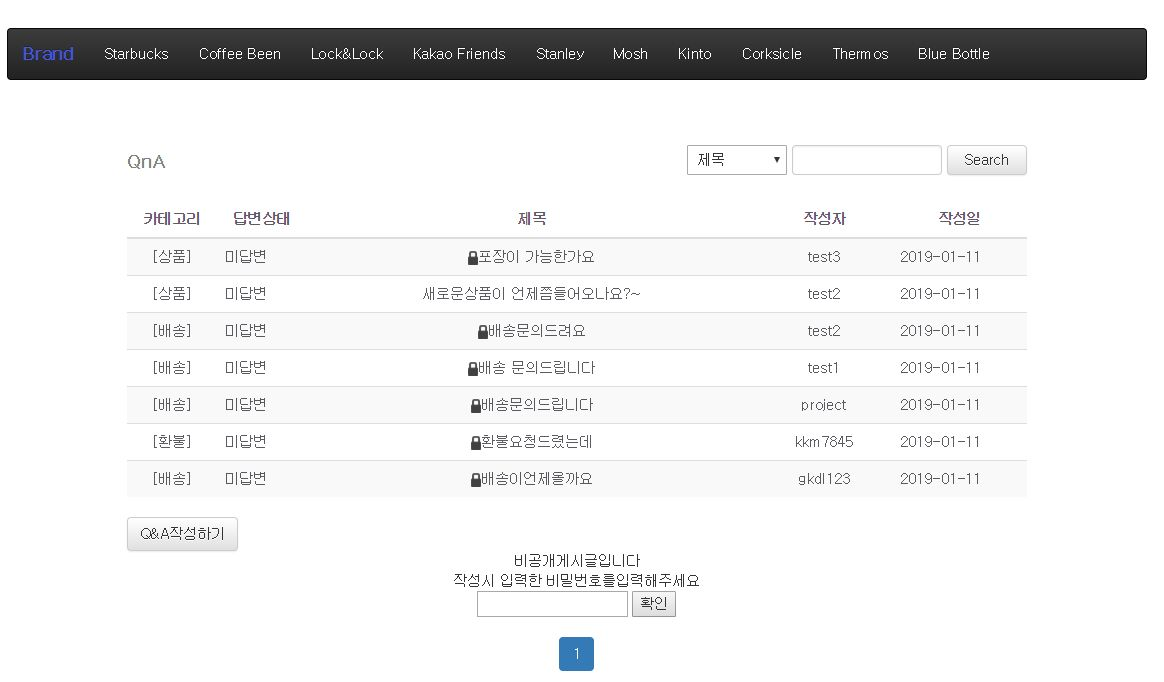 Brand Starbucks Coffee Been Lock&Lock Kakao Friends Stanley Mosh Kinto Corksicle Thermos Blue Bottle
QnA 제목 Search
카테고리 답변상태 제목 작성자 작성일
[상품] 미답변 포장이 가능한가요 test3 2019-01-11
[상품] 미답변 새로운상품이 언제쯤들어오나요?~ test2 2019-01-11
[배송] 미답변 배송문의드려요 test2 2019-01-11
[배송] 미답변 배송 문의드립니다 test1 2019-01-11
[배송] 미답변 배송문의드립니다 project 2019-01-11
[환불] 미답변 환불요청드렸는데 kkm7845 2019-01-11
[배송] 미답변 배송이언제올까요 gkdl123 2019-01-11
Q&A작성하기
비공개게시글입니다
작성시 입력한 비밀번호를입력해주세요
확인
1